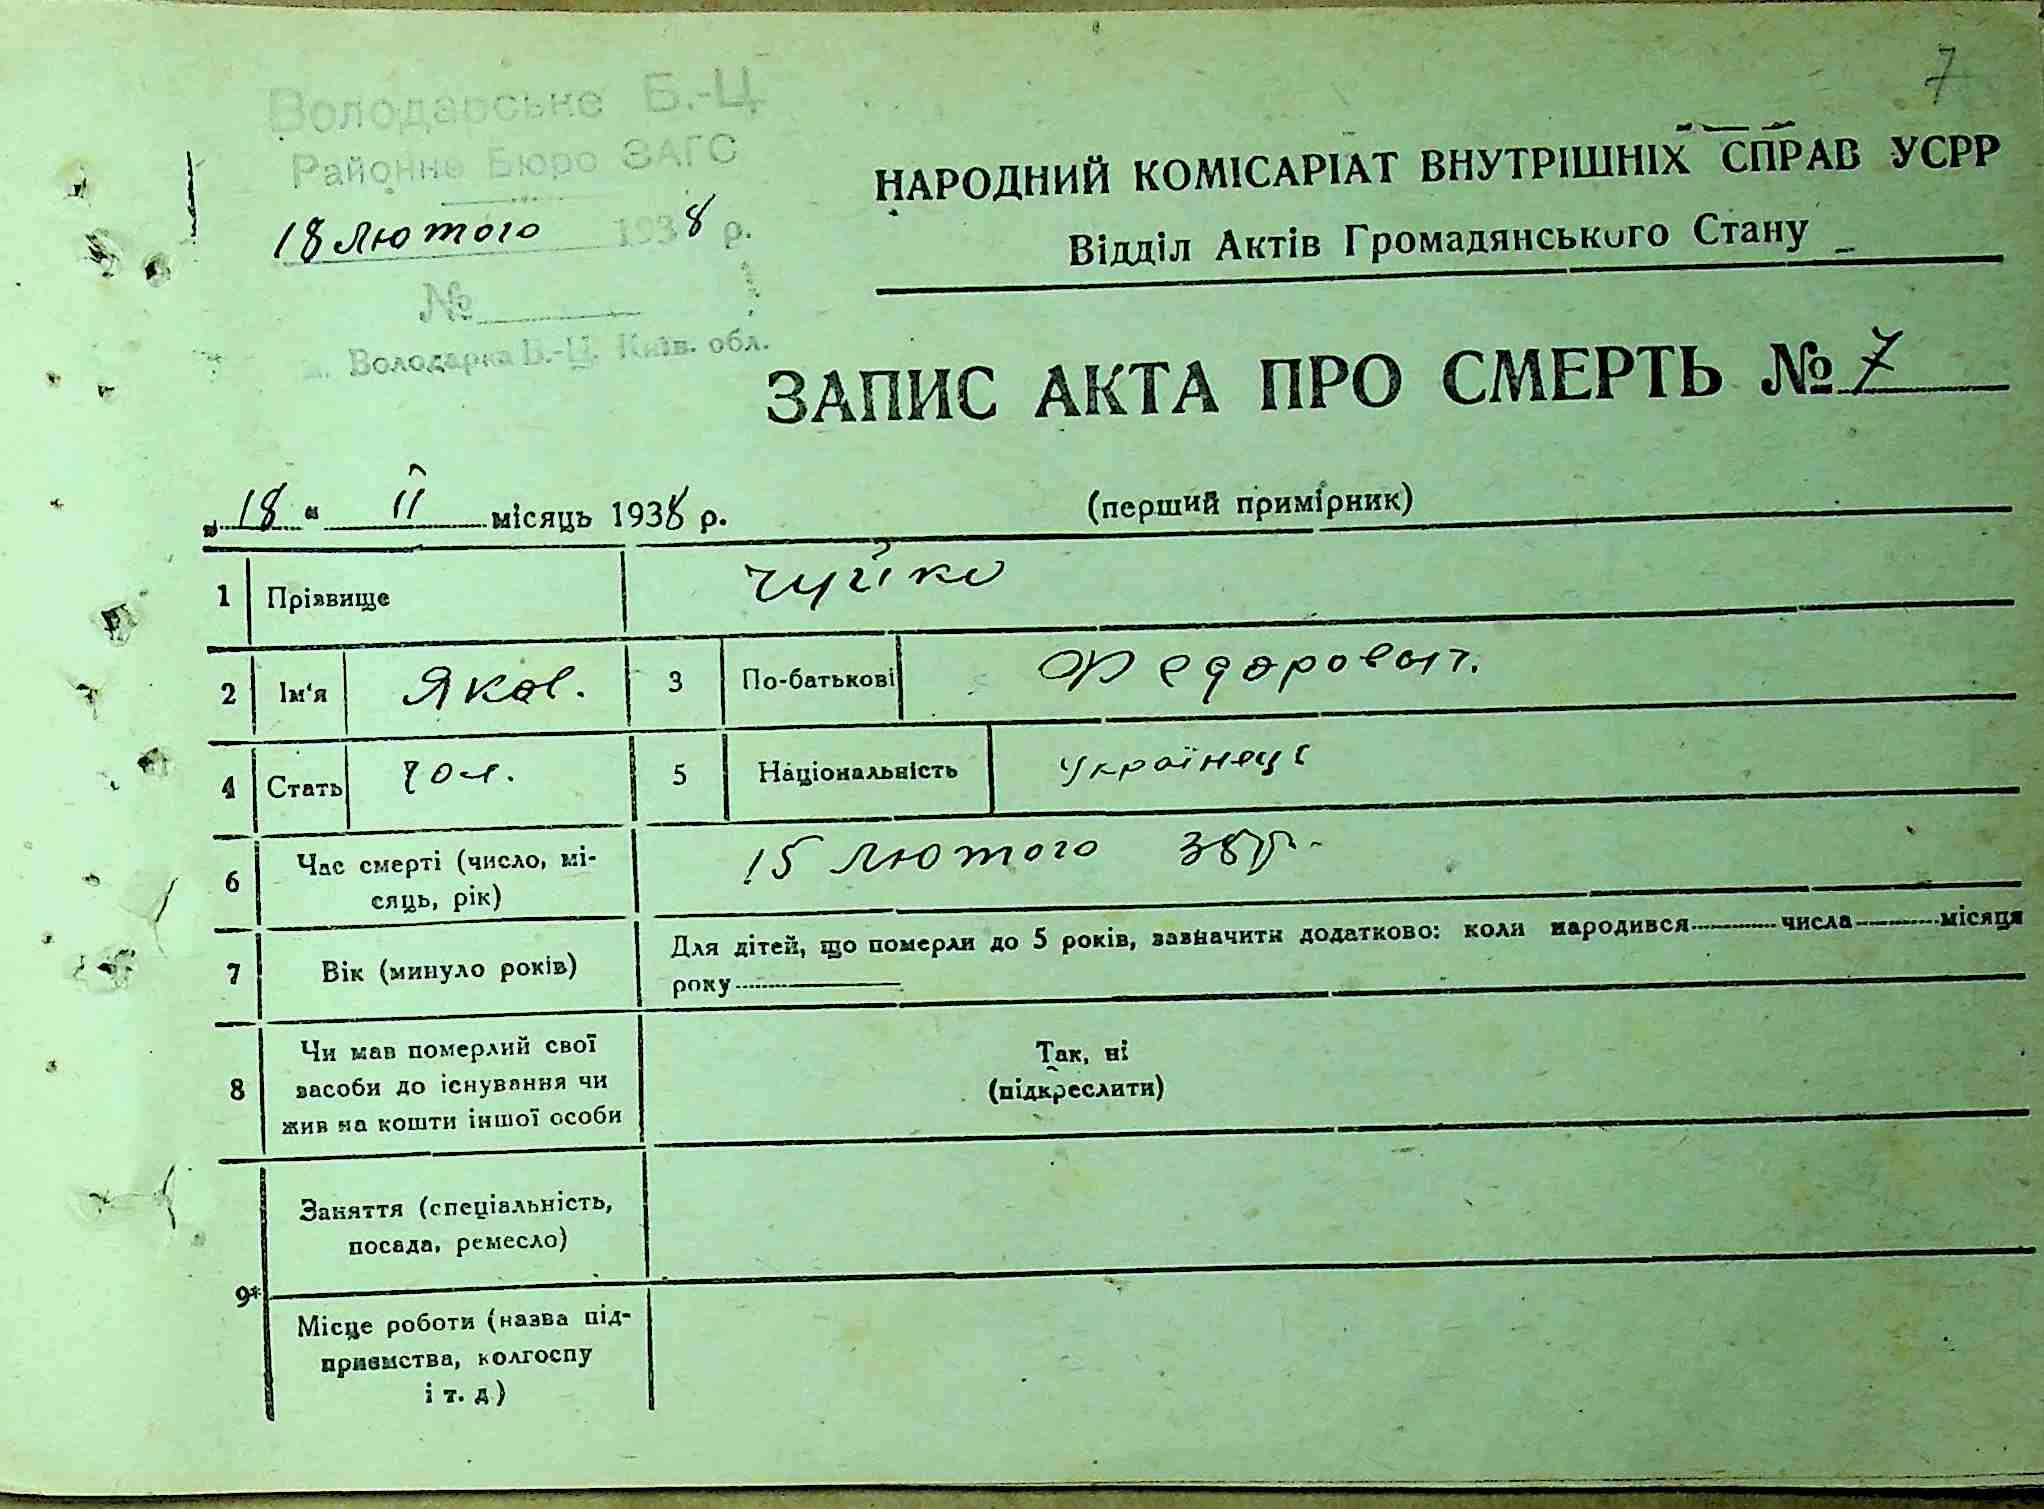 7
Володарське Б.-Ц.
Районне Бюро ЗАГС
18 лютого 1938 р.
№
Володарка Б.-Ц. Київ. обл.
НАРОДНИЙ КОМІСАРІАТ ВНУТРІШНІХ СПРАВ УСРР
Відділ Актів Громадянського Стану
ЗАПИС АКТА ПРО СМЕРТЬ № 7
„18“ II місяць 1938 р. (перший примірник)
1 Прізвище Чуйко
2 Ім'я Яков. 3 По-батькові Федорович.
4 Стать чол. 5 Національність Українець
6 Час смерті (число, мі-
сяць, рік) 15 лютого 38 р.
7 Вік (минуло років) Для дітей, що померли до 5 років, зазначити додатково: коли народився числа місяця
року
8 Чи мав померлий свої
засоби до існування чи
жив на кошти іншої особи
Так, ні
(підкреслити)
9* Заняття (спеціальність,
посада, ремесло)
Місце роботи (назва під-
приємства, колгоспу
і т. д)